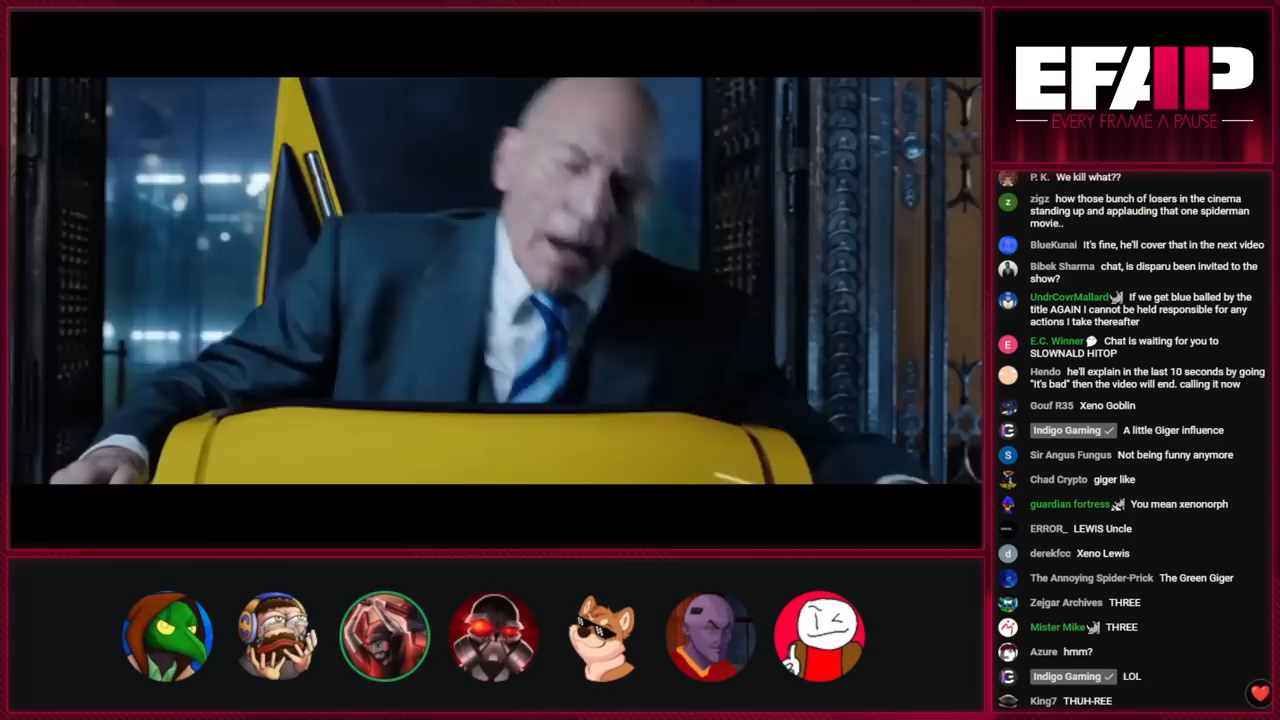 EFAP
EVERY FRAME A PAUSE
P. K. We kill what??
zigz how those bunch of losers in the cinema
standing up and applauding that one spiderman
movie..
BlueKunai It's fine, he'll cover that in the next video
Bibek Sharma chat, is disparu been invited to the
show?
UndrCovrMallard If we get blue balled by the
title AGAIN I cannot be held responsible for any
actions I take thereafter
E E.C. Winner Chat is waiting for you to
SLOWNALD HITOP
Hendo he'll explain in the last 10 seconds by going
"it's bad" then the video will end. calling it now
Gouf R35 Xeno Goblin
Indigo Gaming A little Giger influence
S Sir Angus Fungus Not being funny anymore
Chad Crypto giger like
guardian fortress You mean xenonorph
ERROR_ LEWIS Uncle
d derekfcc Xeno Lewis
The Annoying Spider-Prick The Green Giger
Zejgar Archives THREE
Mister Mike THREE
Azure hmm?
Indigo Gaming LOL
King7 THUH-REE